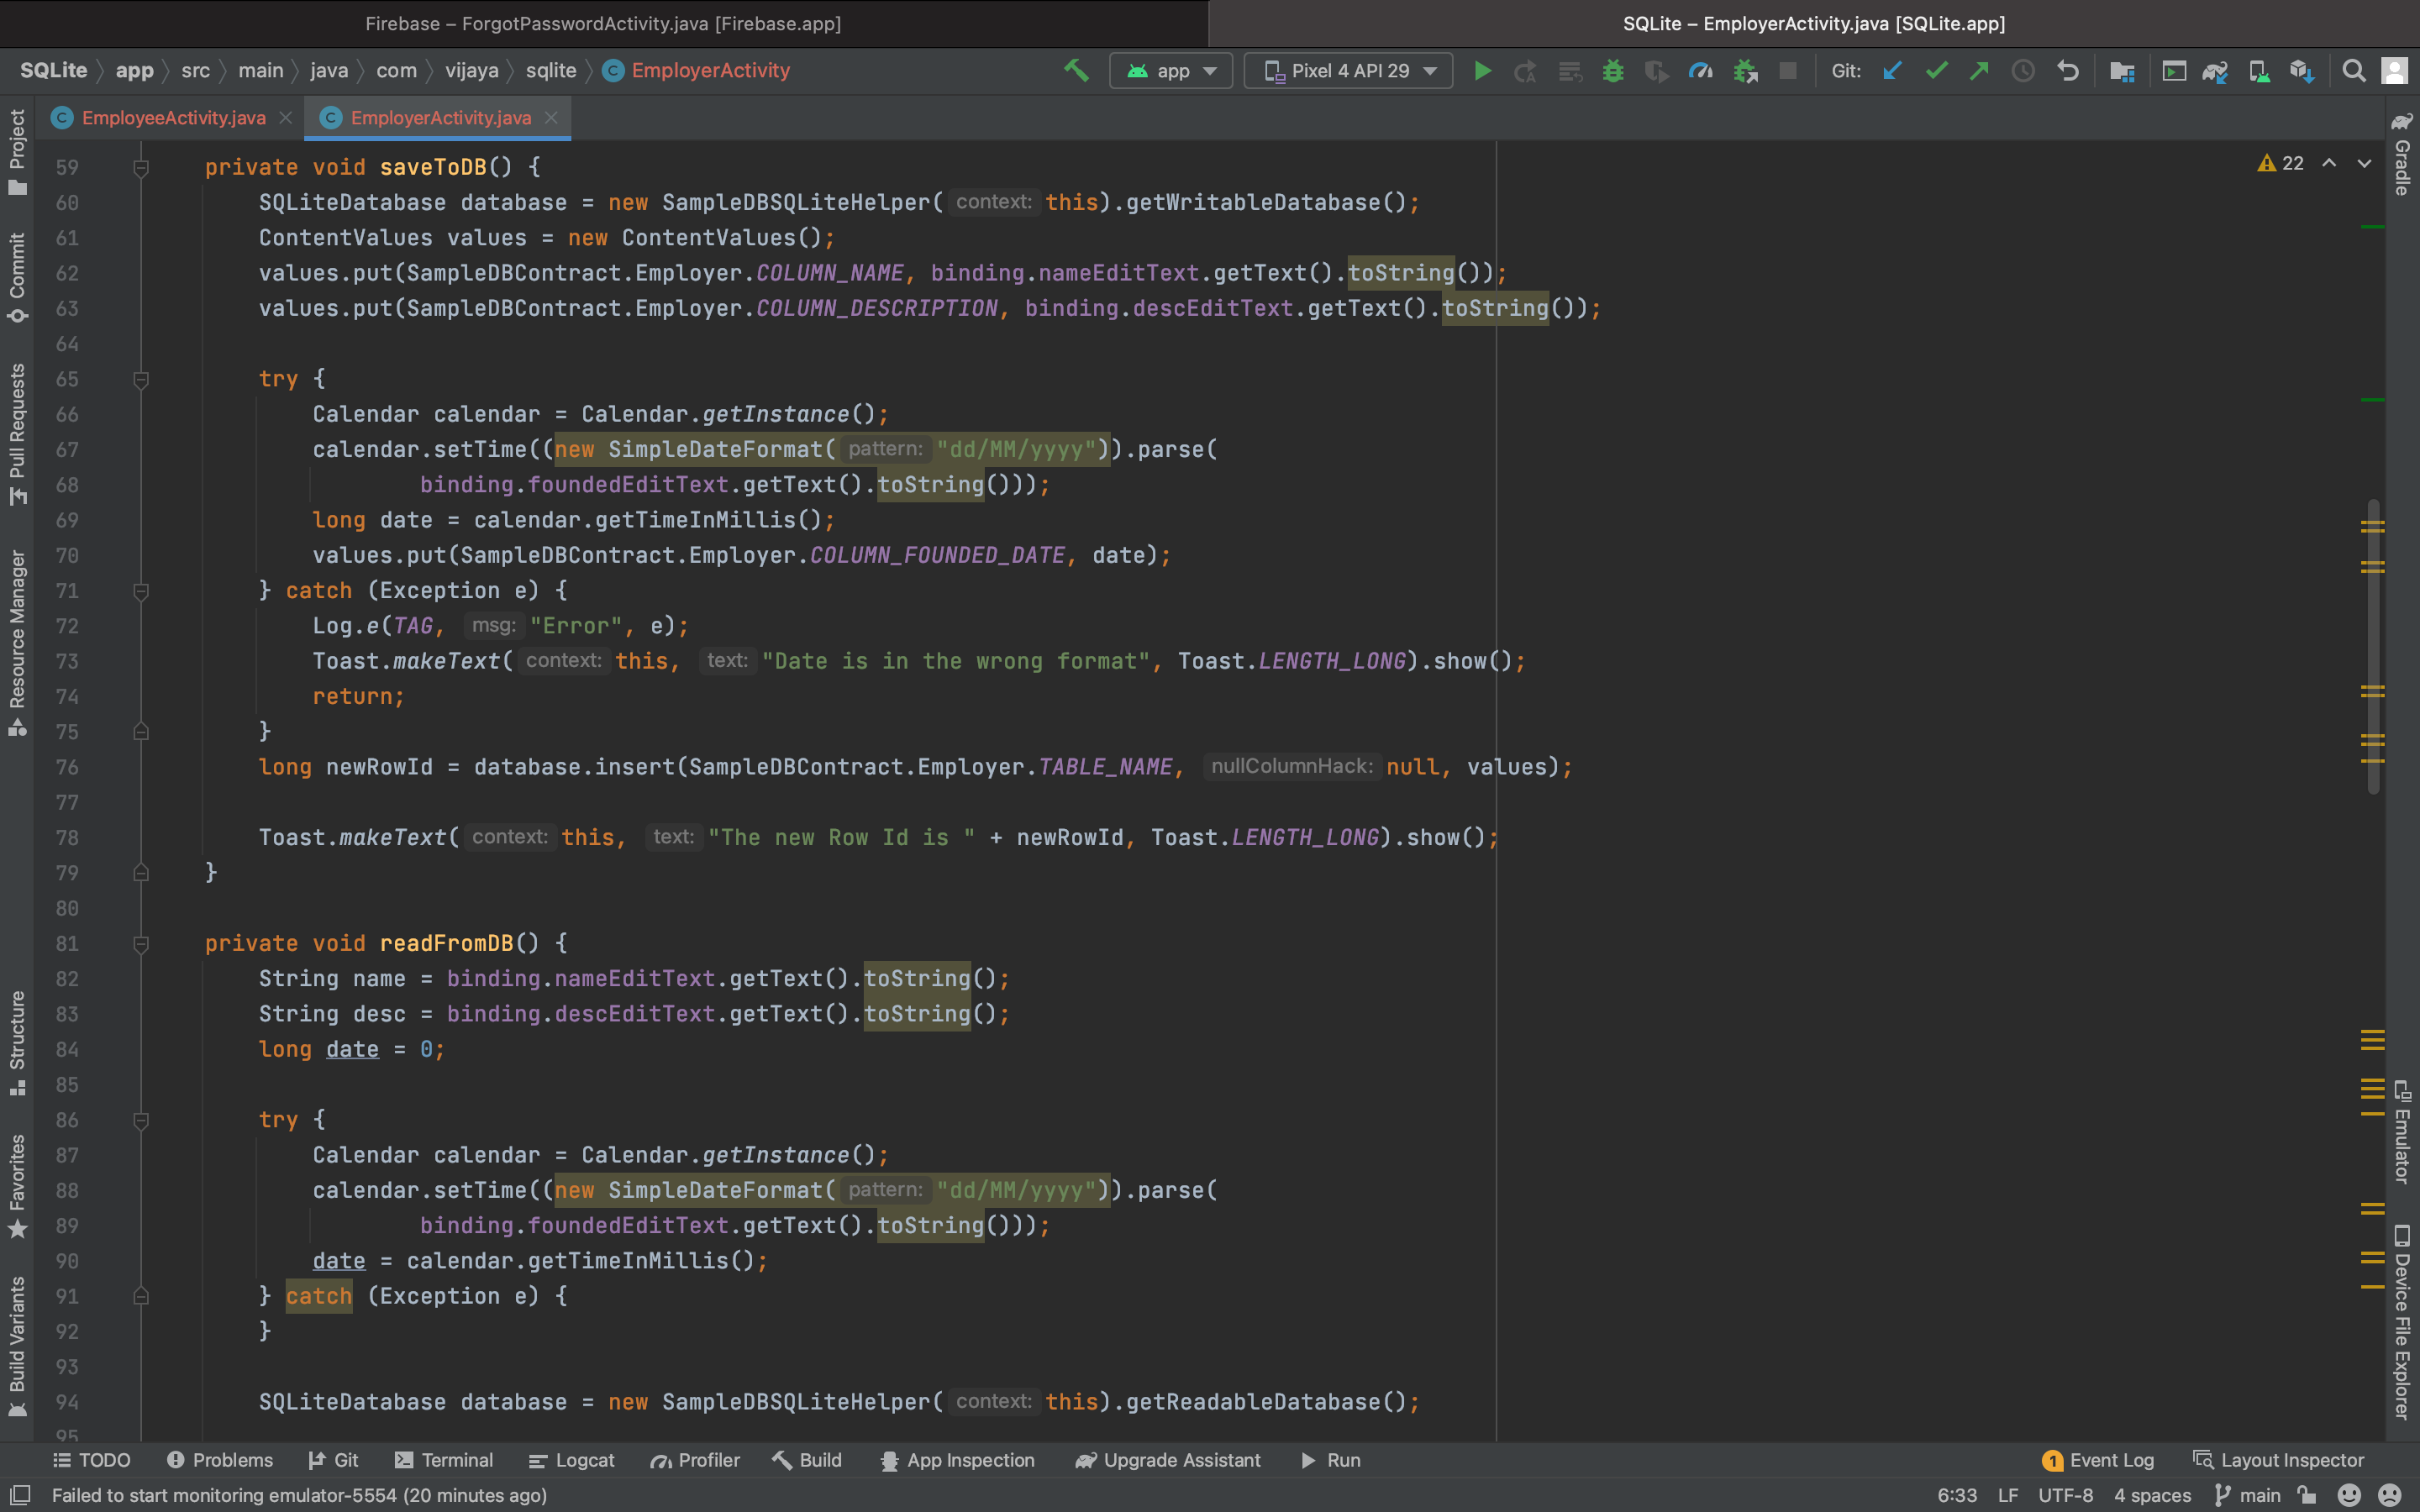 Firebase – ForgotPasswordActivity.java [Firebase.app]
SQLite – EmployerActivity.java [SQLite.app]
SQLite app src main java com vijaya sqlite EmployerActivity
app
Pixel 4 API 29
Git:
EmployeeActivity.java
EmployerActivity.java
22
Project
Commit
Pull Requests
Resource Manager
Structure
Favorites
Build Variants
Gradle
Emulator
Device File Explorer
59 private void saveToDB() {
60 SQLiteDatabase database = new SampleDBSQLiteHelper( context: this).getWritableDatabase();
61 ContentValues values = new ContentValues();
62 values.put(SampleDBContract.Employer.COLUMN_NAME, binding.nameEditText.getText().toString());
63 values.put(SampleDBContract.Employer.COLUMN_DESCRIPTION, binding.descEditText.getText().toString());
64
65 try {
66 Calendar calendar = Calendar.getInstance();
67 calendar.setTime((new SimpleDateFormat( pattern: "dd/MM/yyyy")).parse(
68 binding.foundedEditText.getText().toString()));
69 long date = calendar.getTimeInMillis();
70 values.put(SampleDBContract.Employer.COLUMN_FOUNDED_DATE, date);
71 } catch (Exception e) {
72 Log.e(TAG, msg: "Error", e);
73 Toast.makeText( context: this, text: "Date is in the wrong format", Toast.LENGTH_LONG).show();
74 return;
75 }
76 long newRowId = database.insert(SampleDBContract.Employer.TABLE_NAME, nullColumnHack: null, values);
77
78 Toast.makeText( context: this, text: "The new Row Id is " + newRowId, Toast.LENGTH_LONG).show();
79 }
80
81 private void readFromDB() {
82 String name = binding.nameEditText.getText().toString();
83 String desc = binding.descEditText.getText().toString();
84 long date = 0;
85
86 try {
87 Calendar calendar = Calendar.getInstance();
88 calendar.setTime((new SimpleDateFormat( pattern: "dd/MM/yyyy")).parse(
89 binding.foundedEditText.getText().toString()));
90 date = calendar.getTimeInMillis();
91 } catch (Exception e) {
92 }
93
94 SQLiteDatabase database = new SampleDBSQLiteHelper( context: this).getReadableDatabase();
95
TODO Problems Git Terminal Logcat Profiler Build App Inspection Upgrade Assistant Run
1 Event Log Layout Inspector
Failed to start monitoring emulator-5554 (20 minutes ago)
6:33 LF UTF-8 4 spaces main